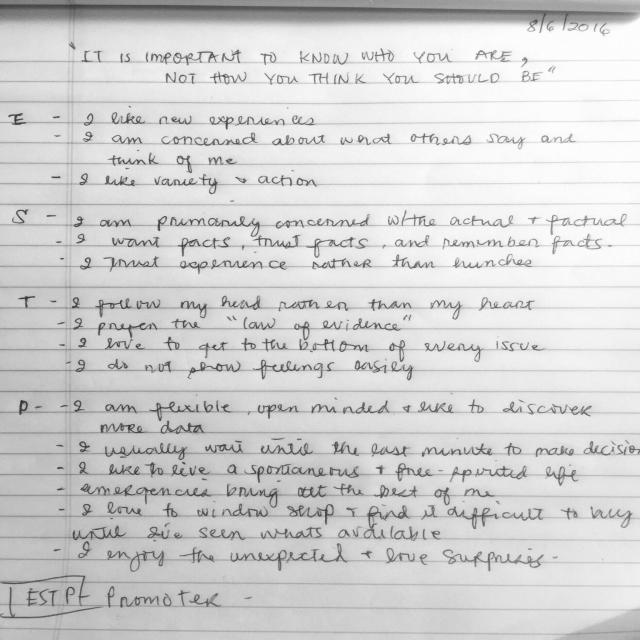 8/6/2016
"IT IS IMPORTANT TO KNOW WHO YOU ARE,
NOT HOW YOU THINK YOU SHOULD BE"
E - I like new experiences
- I am concerned about what others say and
think of me
- I like variety & action
S - I am primarily concerned w/the actual + factual
- I want facts, trust facts, and remember facts.
- I trust experience rather than hunches
T - I follow my head rather than my heart
- I prefer the "law of evidence"
- I love to get to the bottom of every issue
- I do not show feelings easily
P - - I am flexible, open minded & like to discover
more data
- I usually wait until the last minute to make decision
- I like to live a spontaneous + free-spirited life
- emergencies bring out the best of me
- I love to window shop + find it difficult to buy
until I've seen whats available
- I enjoy the unexpected + love surprises.
ESTP Promoter -